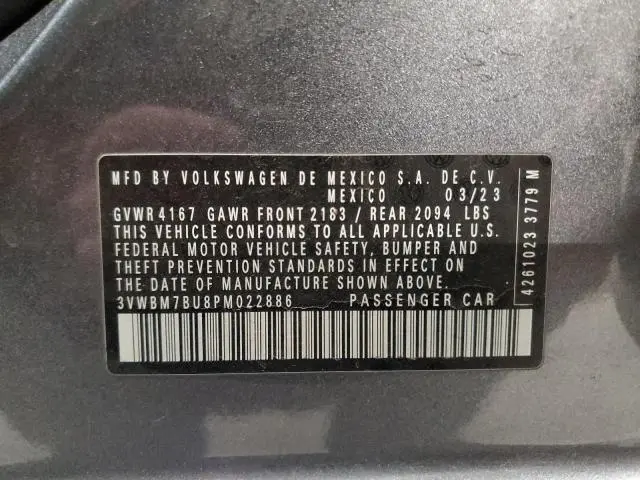 MFD BY VOLKSWAGEN DE MEXICO S.A. DE C.V.
MEXICO 03/23
GVWR 4167 GAWR FRONT 2183 / REAR 2094 LBS
THIS VEHICLE CONFORMS TO ALL APPLICABLE U.S.
FEDERAL MOTOR VEHICLE SAFETY, BUMPER AND
THEFT PREVENTION STANDARDS IN EFFECT ON
THE DATE OF MANUFACTURE SHOWN ABOVE.
3VWBM7BU8PM022886 PASSENGER CAR
4261023 3779 M